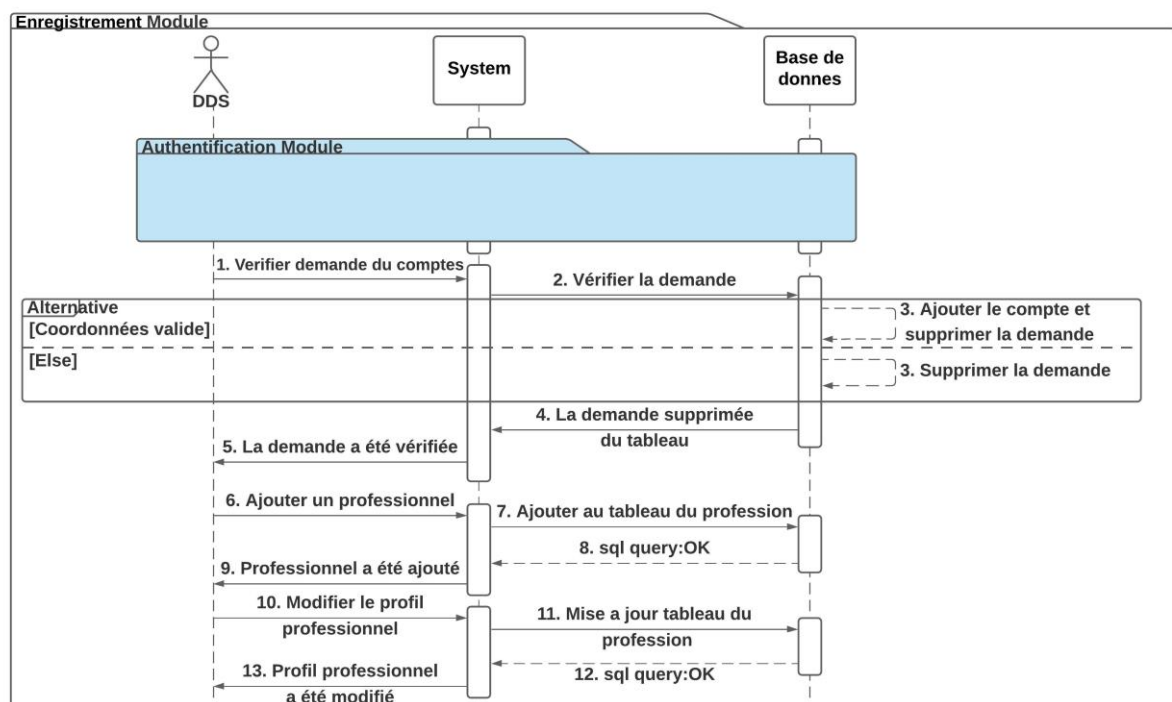 Enregistrement Module
DDS
System
Base de
donnes
Authentification Module
1. Verifier demande du comptes
2. Vérifier la demande
Alternative
[Coordonnées valide]
3. Ajouter le compte et
supprimer la demande
[Else]
3. Supprimer la demande
4. La demande supprimée
du tableau
5. La demande a été vérifiée
6. Ajouter un professionnel
7. Ajouter au tableau du profession
8. sql query:OK
9. Professionnel a été ajouté
10. Modifier le profil
professionnel
11. Mise a jour tableau du
profession
12. sql query:OK
13. Profil professionnel
a été modifié